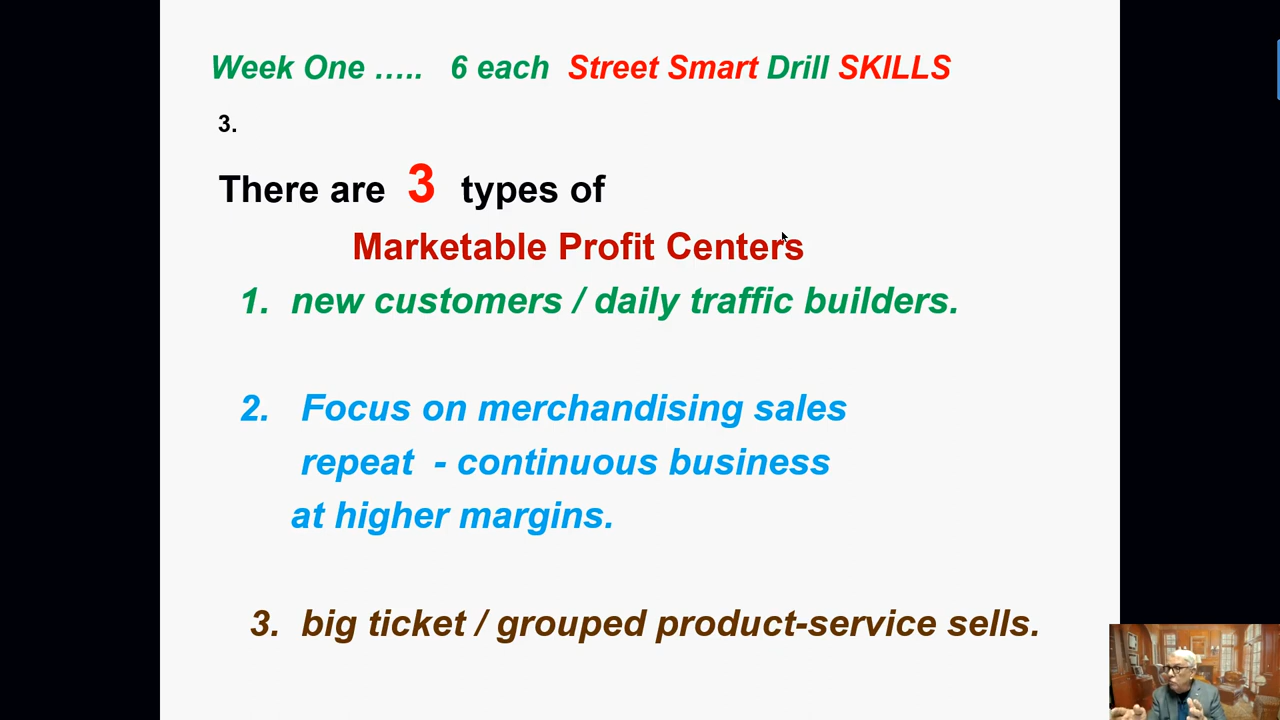 Week One ….. 6 each Street Smart Drill SKILLS
3.
There are 3 types of
Marketable Profit Centers
1. new customers / daily traffic builders.
2. Focus on merchandising sales
repeat - continuous business
at higher margins.
3. big ticket / grouped product-service sells.